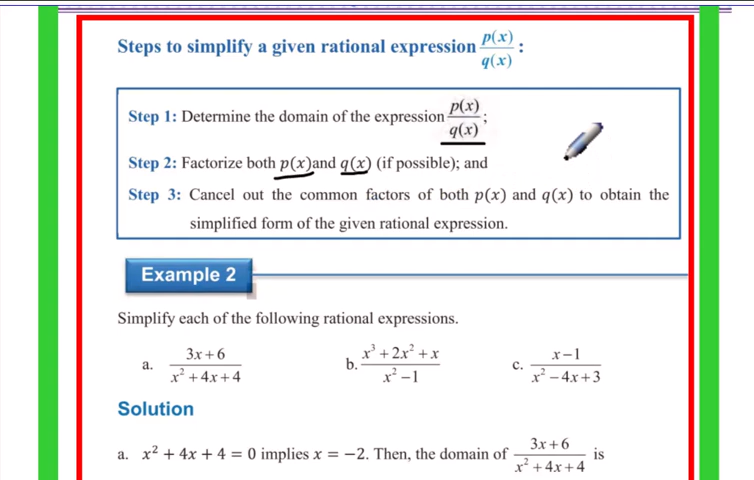 Steps to simplify a given rational expression p(x)/q(x) :
Step 1: Determine the domain of the expression p(x)/q(x);
Step 2: Factorize both p(x)and q(x) (if possible); and
Step 3: Cancel out the common factors of both p(x) and q(x) to obtain the
simplified form of the given rational expression.
Example 2
Simplify each of the following rational expressions.
a. (3x+6)/(x²+4x+4) b. (x³+2x²+x)/(x²−1) c. (x−1)/(x²−4x+3)
Solution
a. x² + 4x + 4 = 0 implies x = −2. Then, the domain of (3x+6)/(x²+4x+4) is